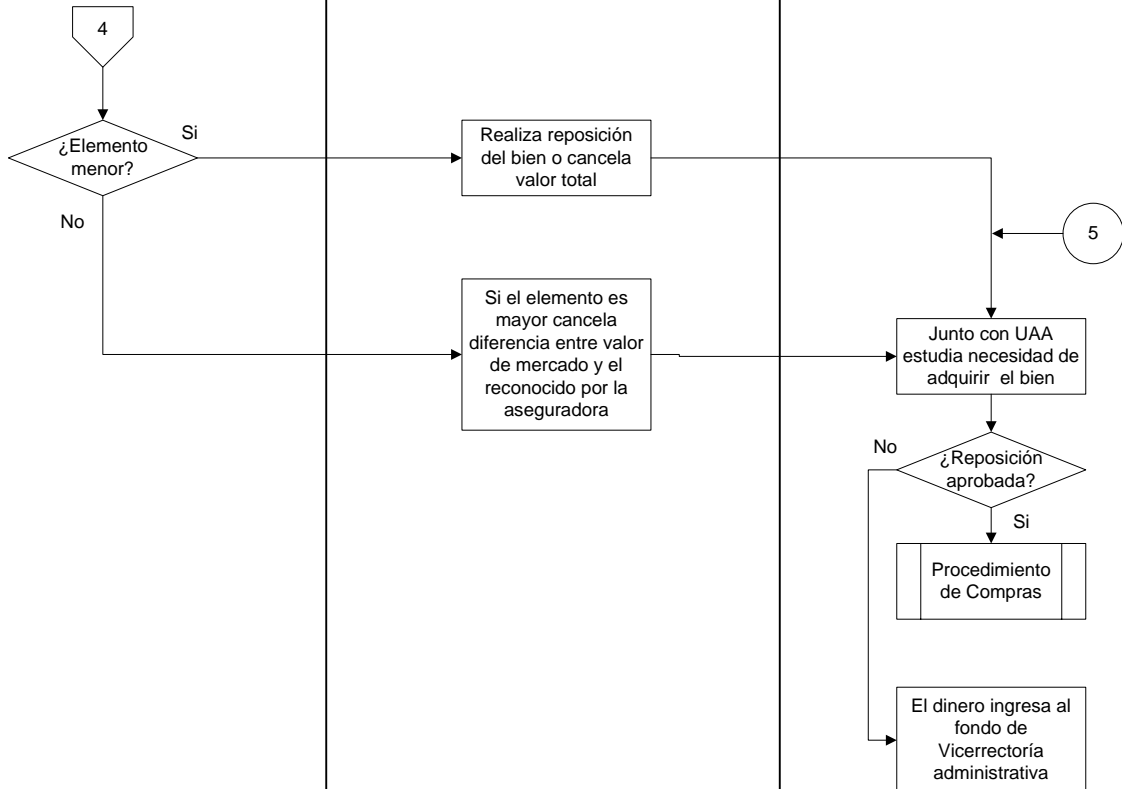 4
¿Elemento
menor?
Si
No
Realiza reposición
del bien o cancela
valor total
5
Si el elemento es
mayor cancela
diferencia entre valor
de mercado y el
reconocido por la
aseguradora
Junto con UAA
estudia necesidad de
adquirir el bien
¿Reposición
aprobada?
No
Si
Procedimiento
de Compras
El dinero ingresa al
fondo de
Vicerrectoría
administrativa